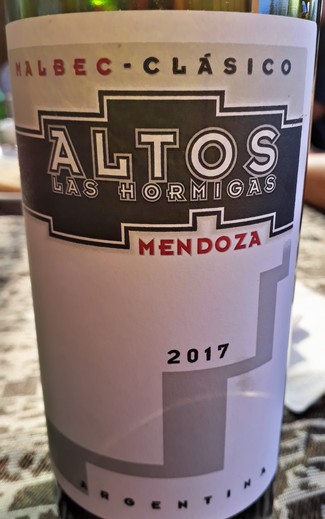 MALBEC-CLÁSICO
ALTOS
LAS HORMIGAS
MENDOZA
2017
ARGENTINA